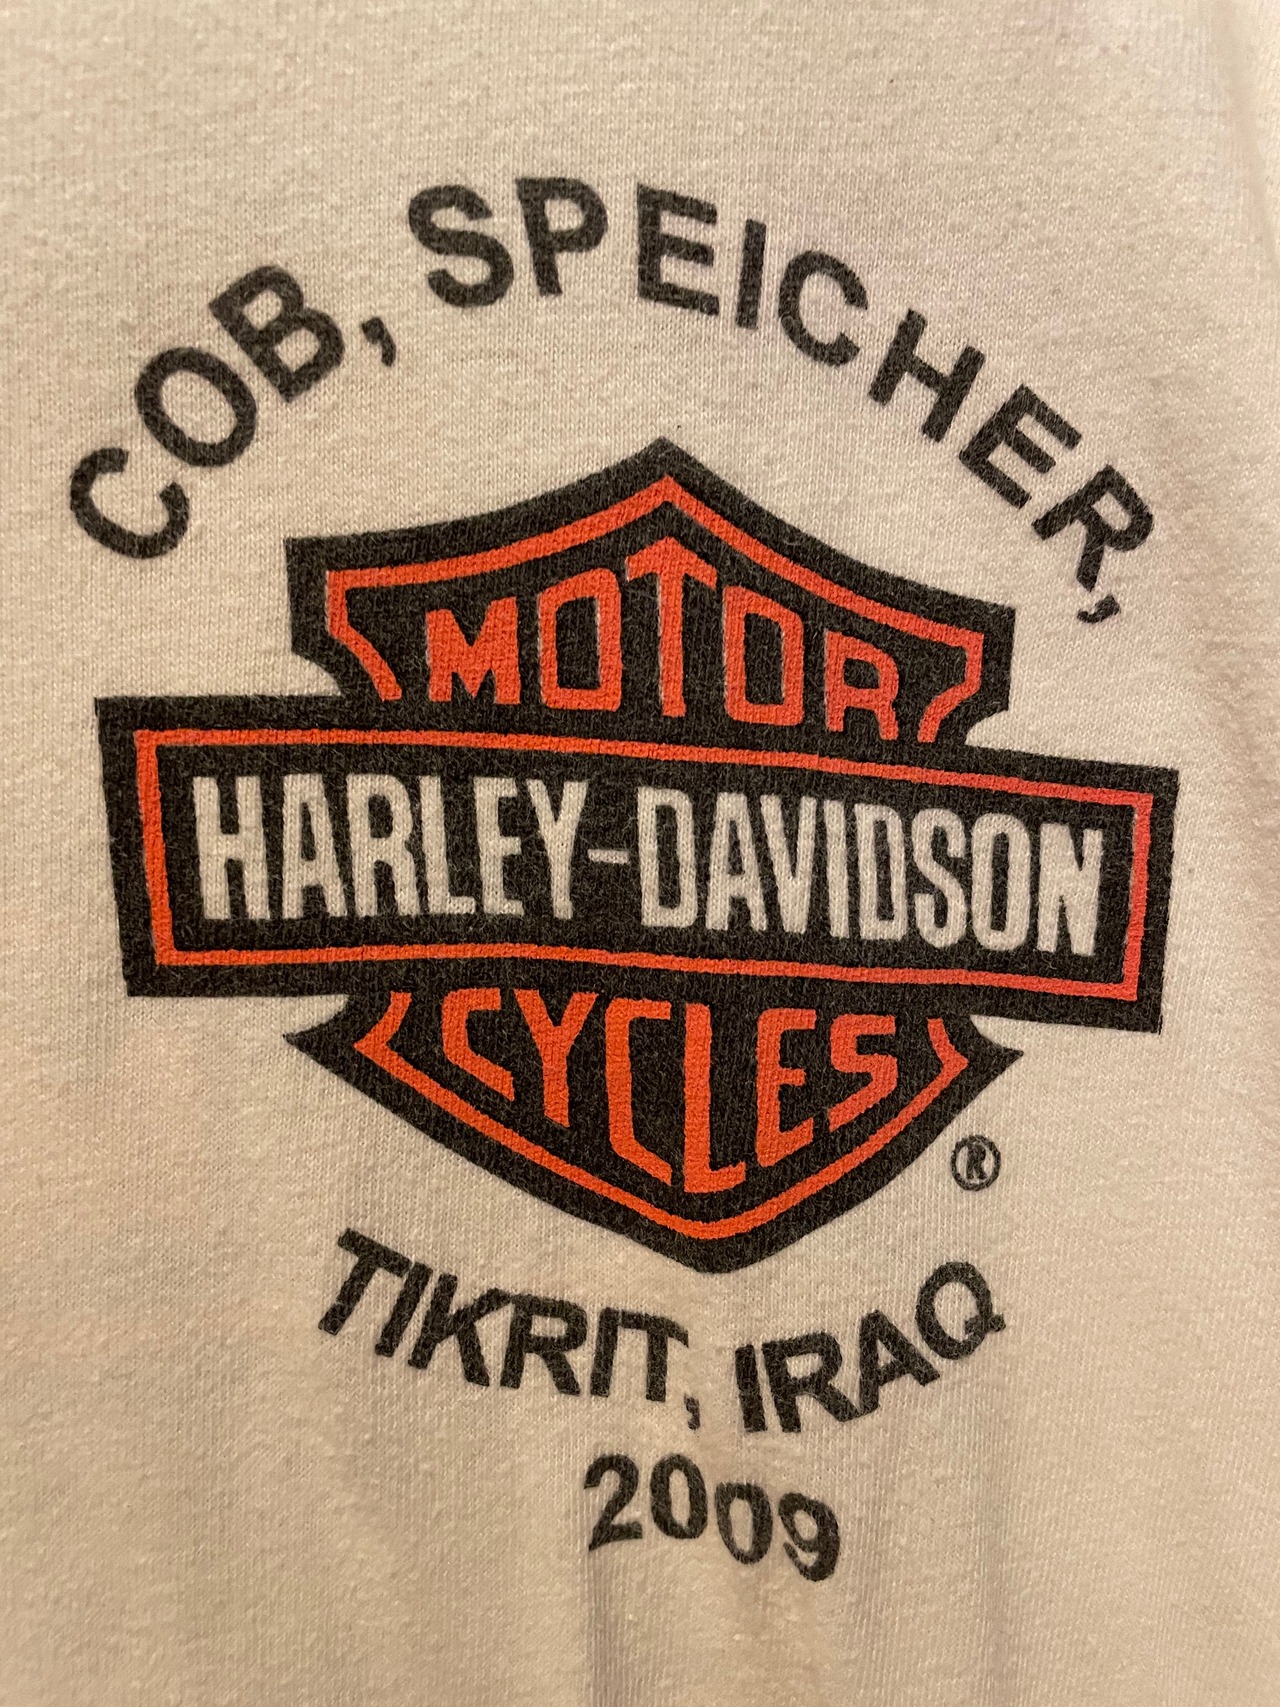 COB, SPEICHER,
MOTOR
HARLEY-DAVIDSON
CYCLES
®
TIKRIT, IRAQ
2009